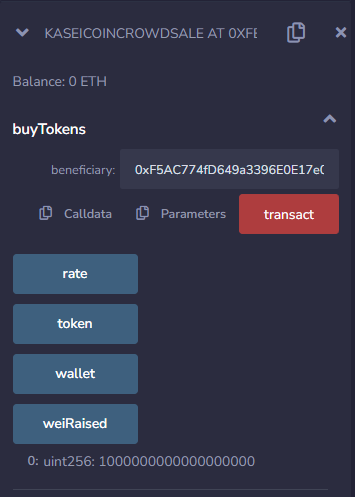 KASEICOINCROWDSALE AT 0XFE
Balance: 0 ETH
buyTokens
beneficiary: 0xF5AC774fD649a3396E0E17e0
Calldata Parameters transact
rate
token
wallet
weiRaised
0: uint256: 1000000000000000000